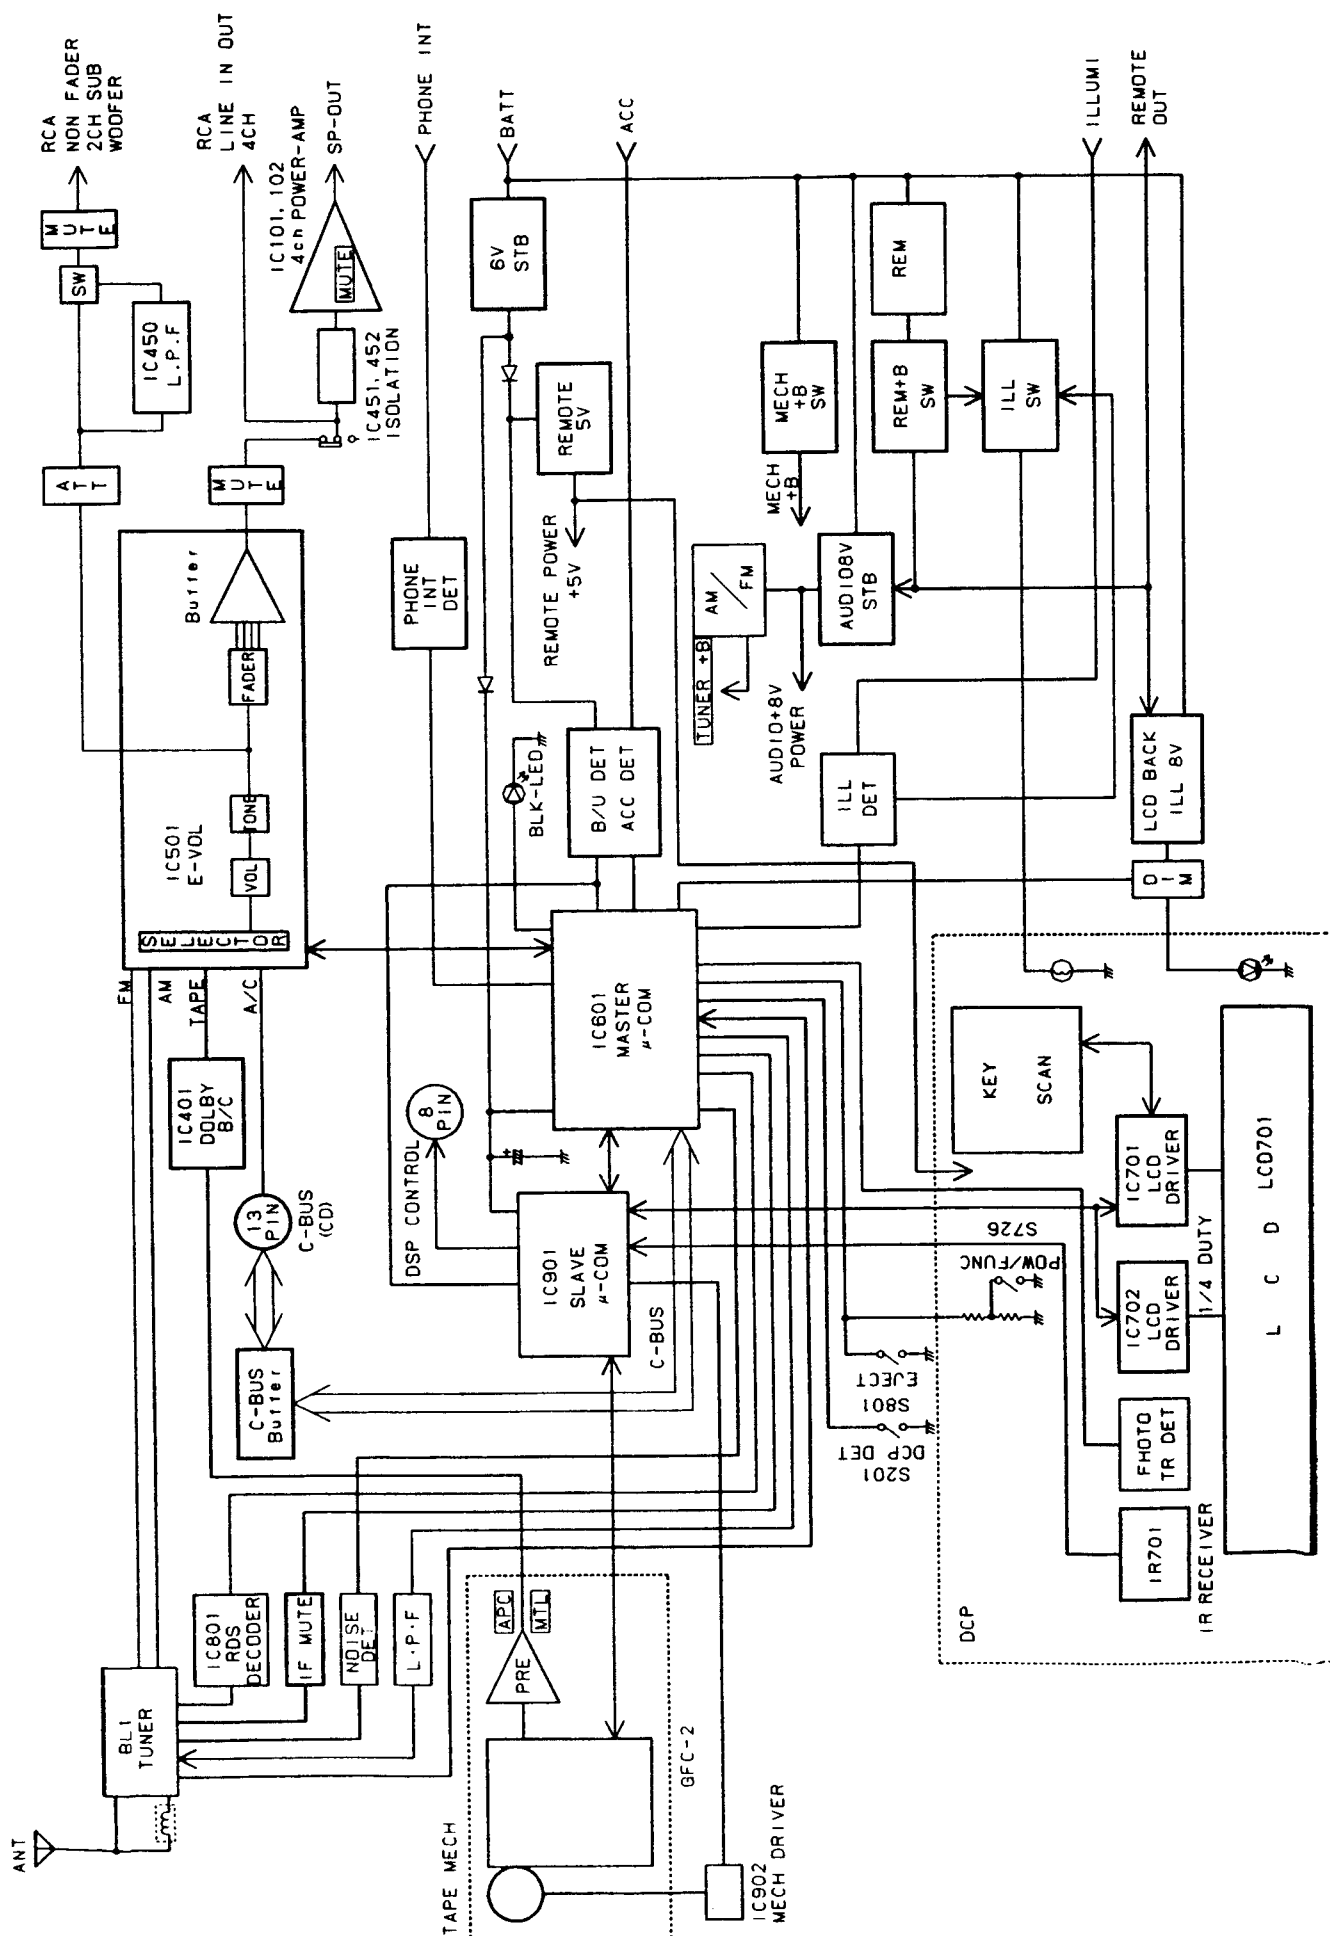 ANT
BL1
TUNER
FM
AM
TAPE
A/C
IC401
DOLBY
B/C
13
PIN
C-BUS
(CD)
C-BUS
Buffer
IC801
RDS
DECODER
IF MUTE
NOISE
DET
L.P.F
IC501
E-VOL
SELECTOR
VOL
TONE
FADER
Buffer
ATT
MUTE
IC450
L.P.F
SW
MUTE
RCA
NON FADER
2CH SUB
WOOFER
RCA
LINE IN OUT
4CH
IC101, 102
4ch POWER-AMP
MUTE
SP-OUT
IC451, 452
ISOLATION
PHONE INT
PHONE
INT
DET
BATT
6V
STB
ACC
REMOTE
5V
REMOTE POWER
+5V
BLK-LED
B/U DET
ACC DET
DSP CONTROL
8
PIN
IC601
MASTER
μ-COM
IC901
SLAVE
μ-COM
C-BUS
TAPE MECH
APC
MTL
PRE
GFC-2
IC902
MECH DRIVER
MECH
+B
SW
MECH
+B
REM
REM+B
SW
ILL
SW
AM/FM
TUNER +B
AUDIO8V
STB
AUDIO+8V
POWER
ILL
DET
ILLUMI
REMOTE
OUT
LCD BACK
ILL 8V
DIM
S201
DCP DET
S801
EJECT
S726
POW/FUNC
DCP
KEY
SCAN
IC701
LCD
DRIVER
IC702
LCD
DRIVER
1/4 DUTY
FHOTO
TR DET
IR701
IR RECEIVER
L C D LCD701